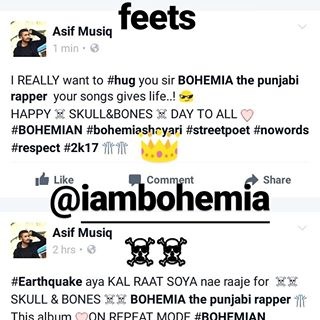 feets
Asif Musiq
1 min •
I REALLY want to #hug you sir BOHEMIA the punjabi
rapper your songs gives life..! 😎
HAPPY ☠ SKULL&BONES ☠ DAY TO ALL ♡
#BOHEMIAN #bohemiashayari #streetpoet #nowords
#respect #2k17
Like Comment Share
@iambohemia
Asif Musiq
2 hrs •
#Earthquake aya KAL RAAT SOYA nae raaje for ☠☠
SKULL & BONES ☠☠ BOHEMIA the punjabi rapper
This album ♡ON REPEAT MODE #BOHEMIAN